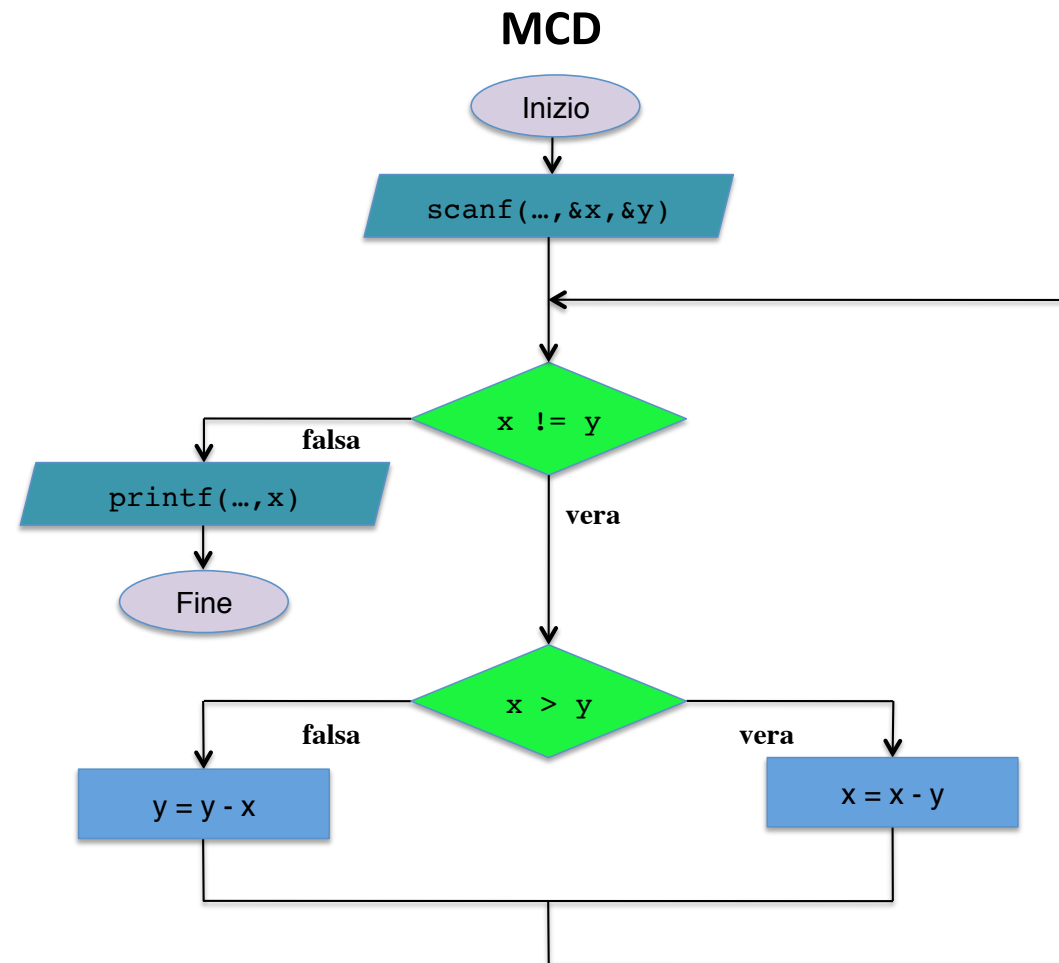 MCD
Inizio
scanf(…,&x,&y)
x != y
falsa
printf(…,x)
vera
Fine
x > y
falsa
vera
y = y - x
x = x - y